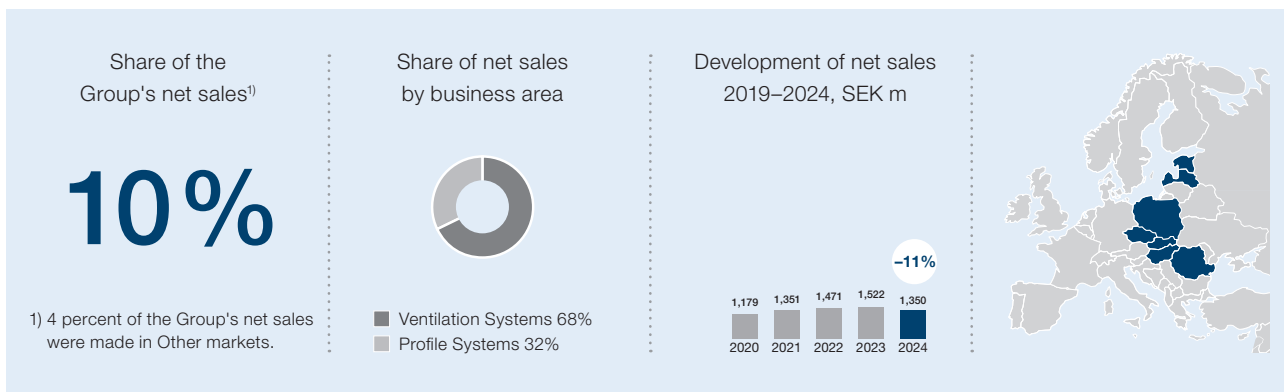 Share of the
Group's net sales1)
10%
1) 4 percent of the Group's net sales
were made in Other markets.
Share of net sales
by business area
Ventilation Systems 68%
Profile Systems 32%
Development of net sales
2019–2024, SEK m
–11%
1,179 1,351 1,471 1,522 1,350
2020 2021 2022 2023 2024